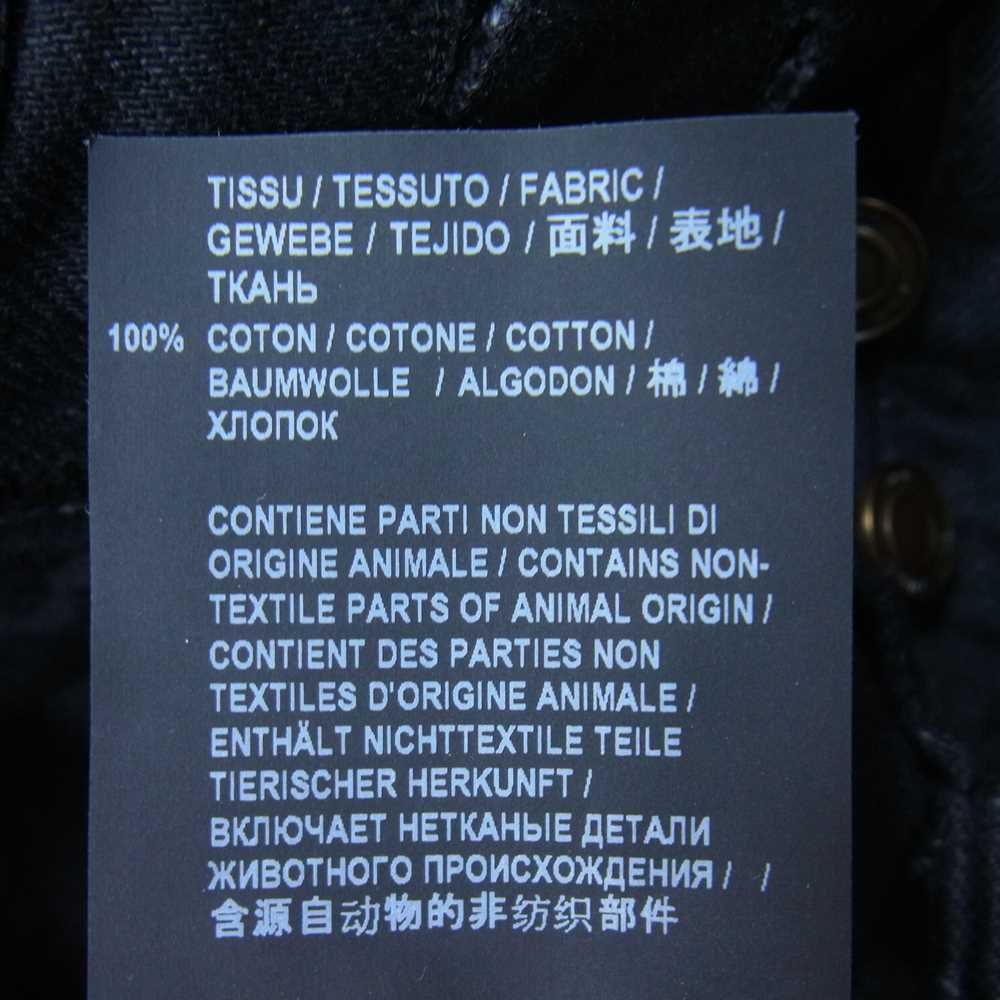 TISSU / TESSUTO / FABRIC /
GEWEBE / TEJIDO / 面料 / 表地 /
ТКАНЬ
100% COTON / COTONE / COTTON /
BAUMWOLLE / ALGODON / 棉 / 綿 /
ХЛОПОК
CONTIENE PARTI NON TESSILI DI
ORIGINE ANIMALE / CONTAINS NON-
TEXTILE PARTS OF ANIMAL ORIGIN /
CONTIENT DES PARTIES NON
TEXTILES D'ORIGINE ANIMALE /
ENTHÄLT NICHTTEXTILE TEILE
TIERISCHER HERKUNFT /
ВКЛЮЧАЕТ НЕТКАНЫЕ ДЕТАЛИ
ЖИВОТНОГО ПРОИСХОЖДЕНИЯ / /
含源自动物的非纺织部件